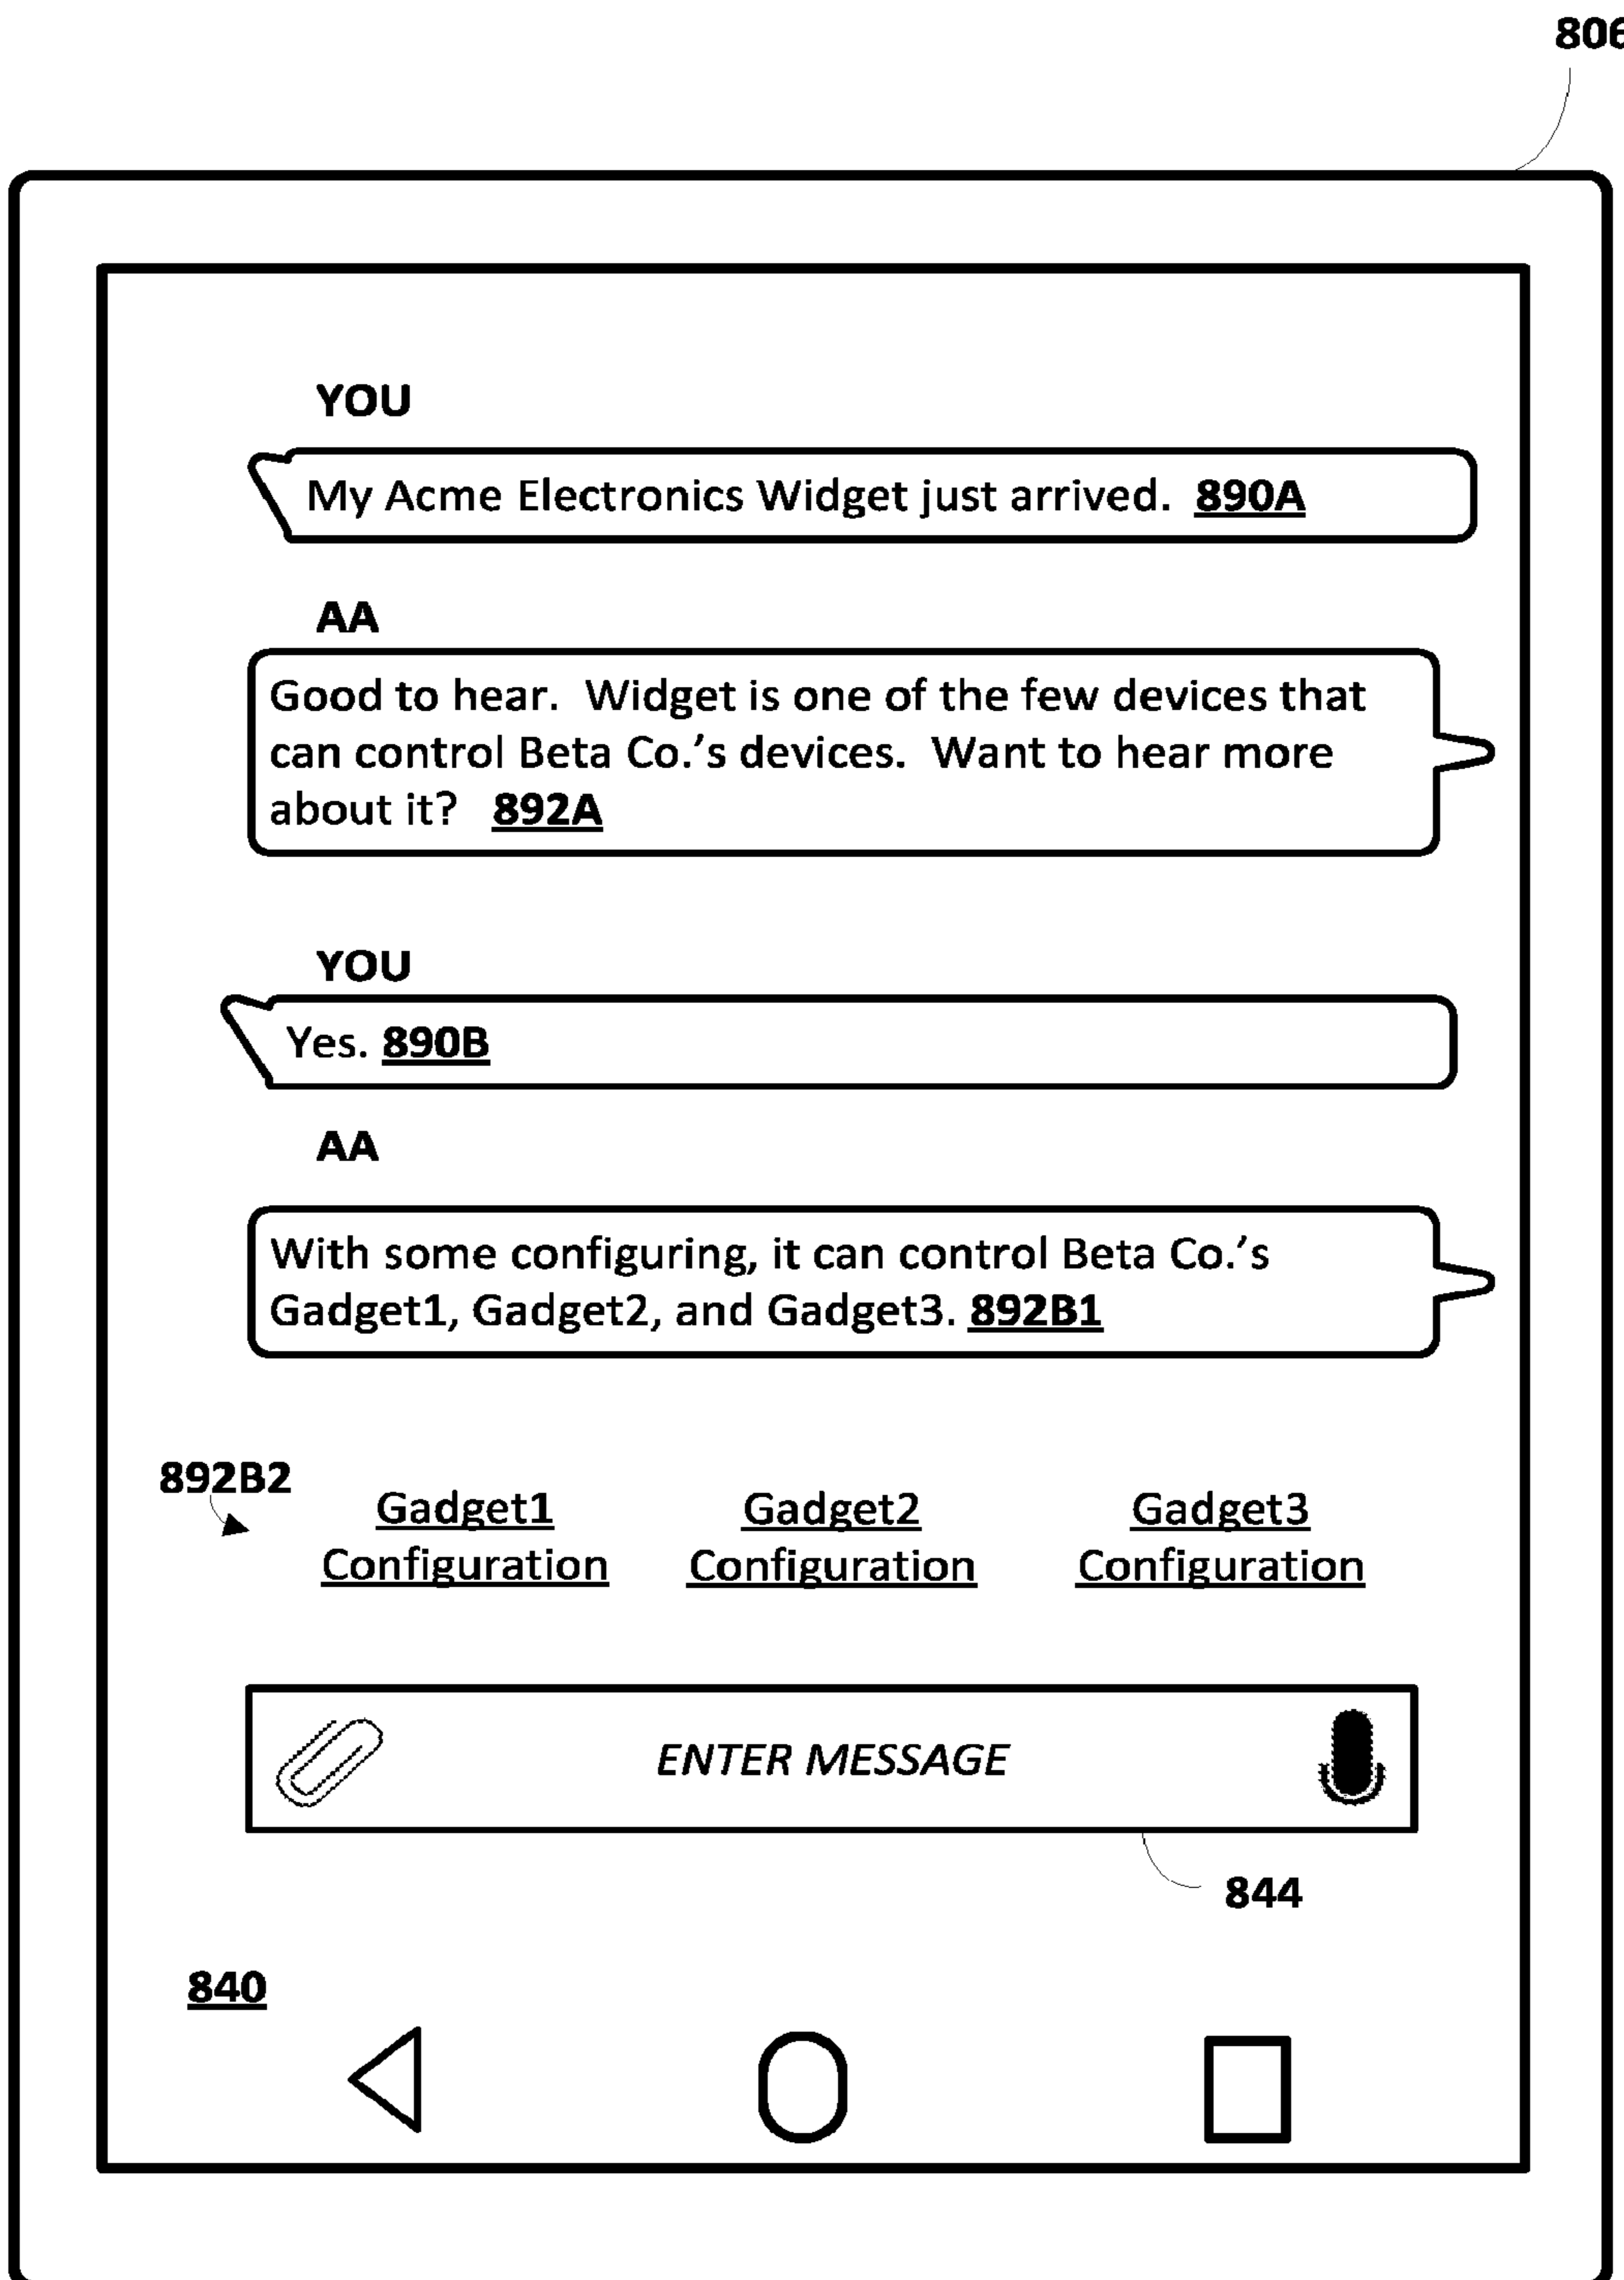 806
YOU
My Acme Electronics Widget just arrived. 890A
AA
Good to hear. Widget is one of the few devices that
can control Beta Co.'s devices. Want to hear more
about it? 892A
YOU
Yes. 890B
AA
With some configuring, it can control Beta Co.'s
Gadget1, Gadget2, and Gadget3. 892B1
892B2
Gadget1 Gadget2 Gadget3
Configuration Configuration Configuration
ENTER MESSAGE
844
840